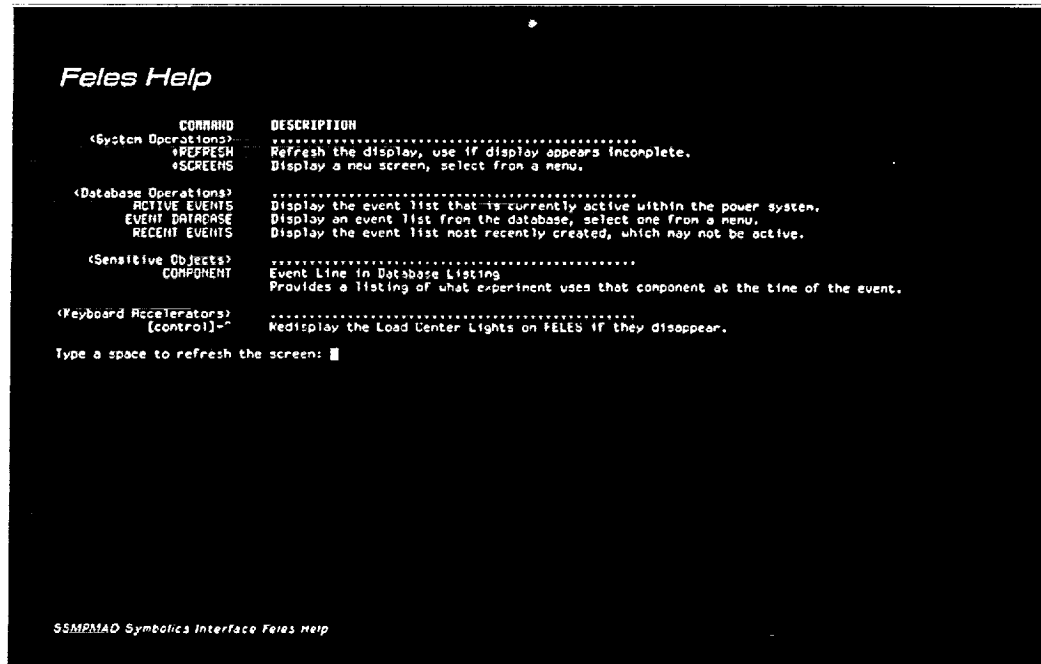 Feles Help
COMMAND DESCRIPTION
<System Operations> ................................................
*REFRESH Refresh the display, use if display appears incomplete.
*SCREENS Display a new screen, select from a menu.
<Database Operations> ................................................
ACTIVE EVENTS Display the event list that is currently active within the power system.
EVENT DATABASE Display an event list from the database, select one from a menu.
RECENT EVENTS Display the event list most recently created, which may not be active.
<Sensitive Objects> ................................................
COMPONENT Event Line in Database Listing
Provides a listing of what experiment uses that component at the time of the event.
<Keyboard Accelerators> ................................................
[control]-^ Redisplay the Load Center Lights on FELES if they disappear.
Type a space to refresh the screen:
SSMPMAD Symbolics Interface Feles Help